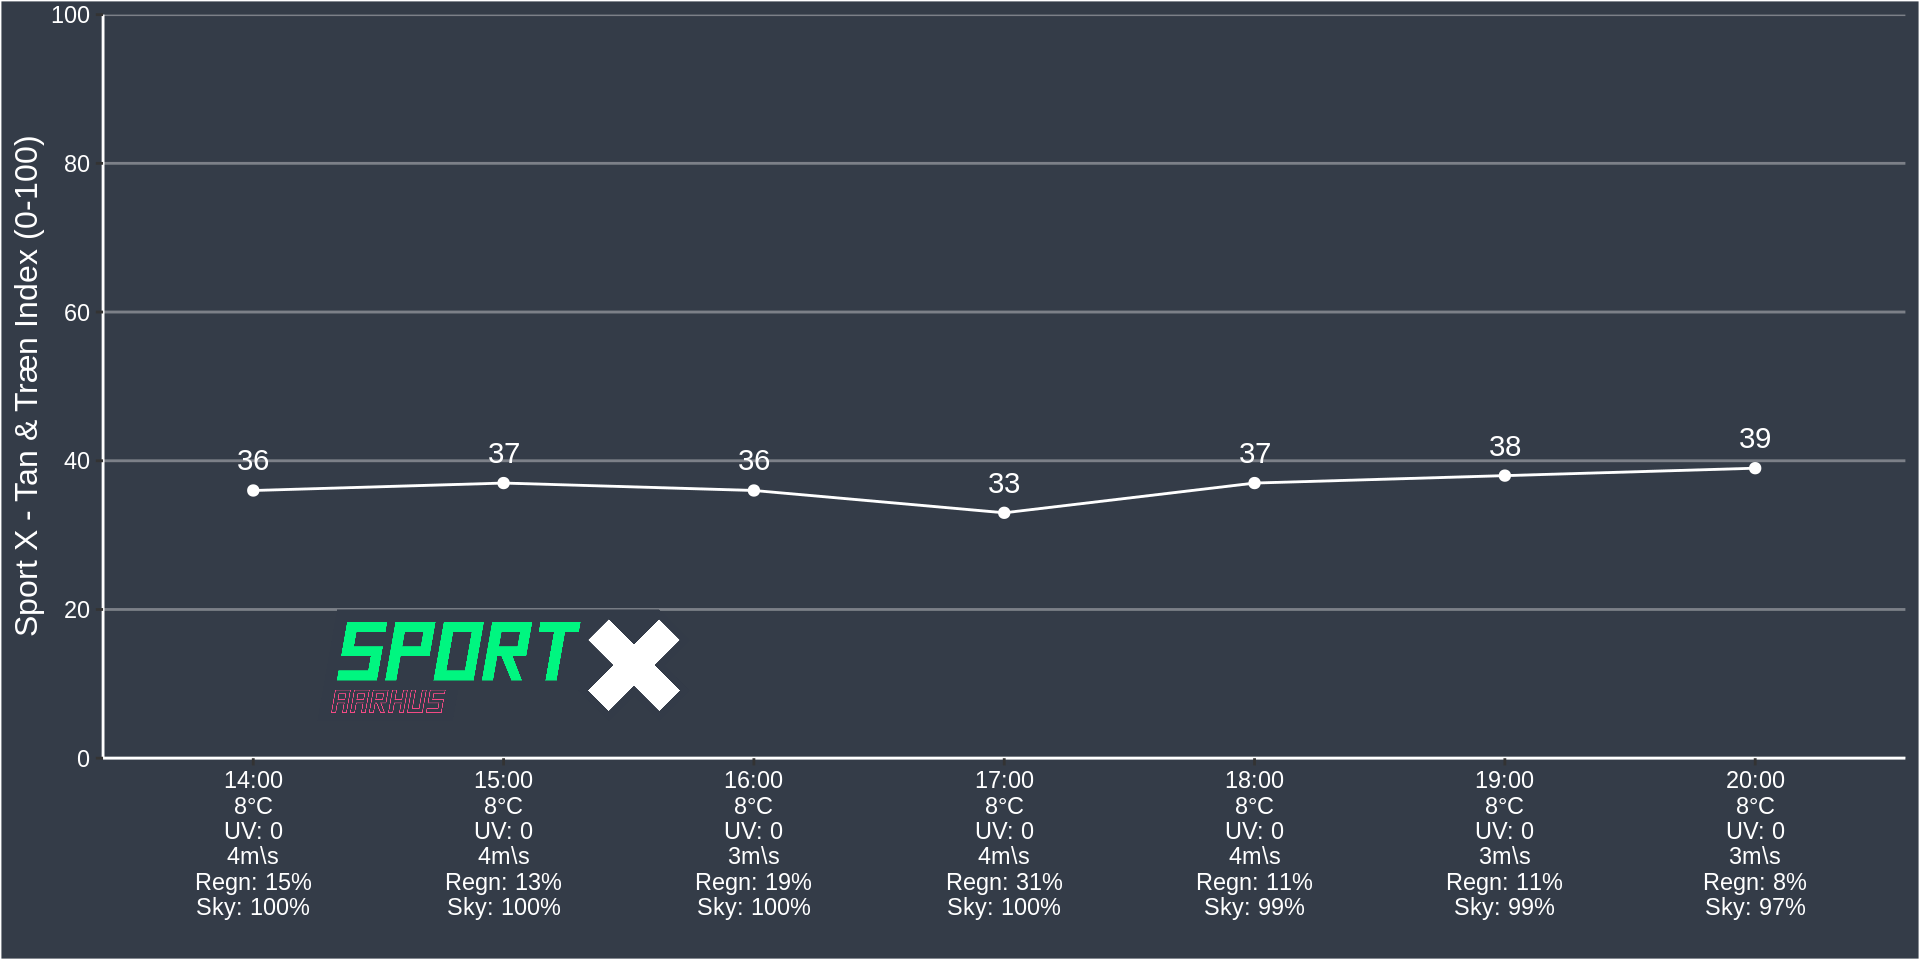 Sport X - Tan & Træn Index (0-100)
100
80
60
40
20
0
36
37
36
33
37
38
39
SPORT X
AARHUS
14:00 15:00 16:00 17:00 18:00 19:00 20:00
8°C 8°C 8°C 8°C 8°C 8°C 8°C
UV: 0 UV: 0 UV: 0 UV: 0 UV: 0 UV: 0 UV: 0
4m\s 4m\s 3m\s 4m\s 4m\s 3m\s 3m\s
Regn: 15% Regn: 13% Regn: 19% Regn: 31% Regn: 11% Regn: 11% Regn: 8%
Sky: 100% Sky: 100% Sky: 100% Sky: 100% Sky: 99% Sky: 99% Sky: 97%